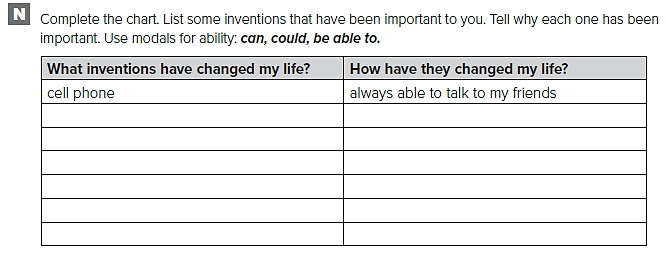 N
Complete the chart. List some inventions that have been important to you. Tell why each one has been
important. Use modals for ability: can, could, be able to.
What inventions have changed my life? How have they changed my life?
cell phone always able to talk to my friends